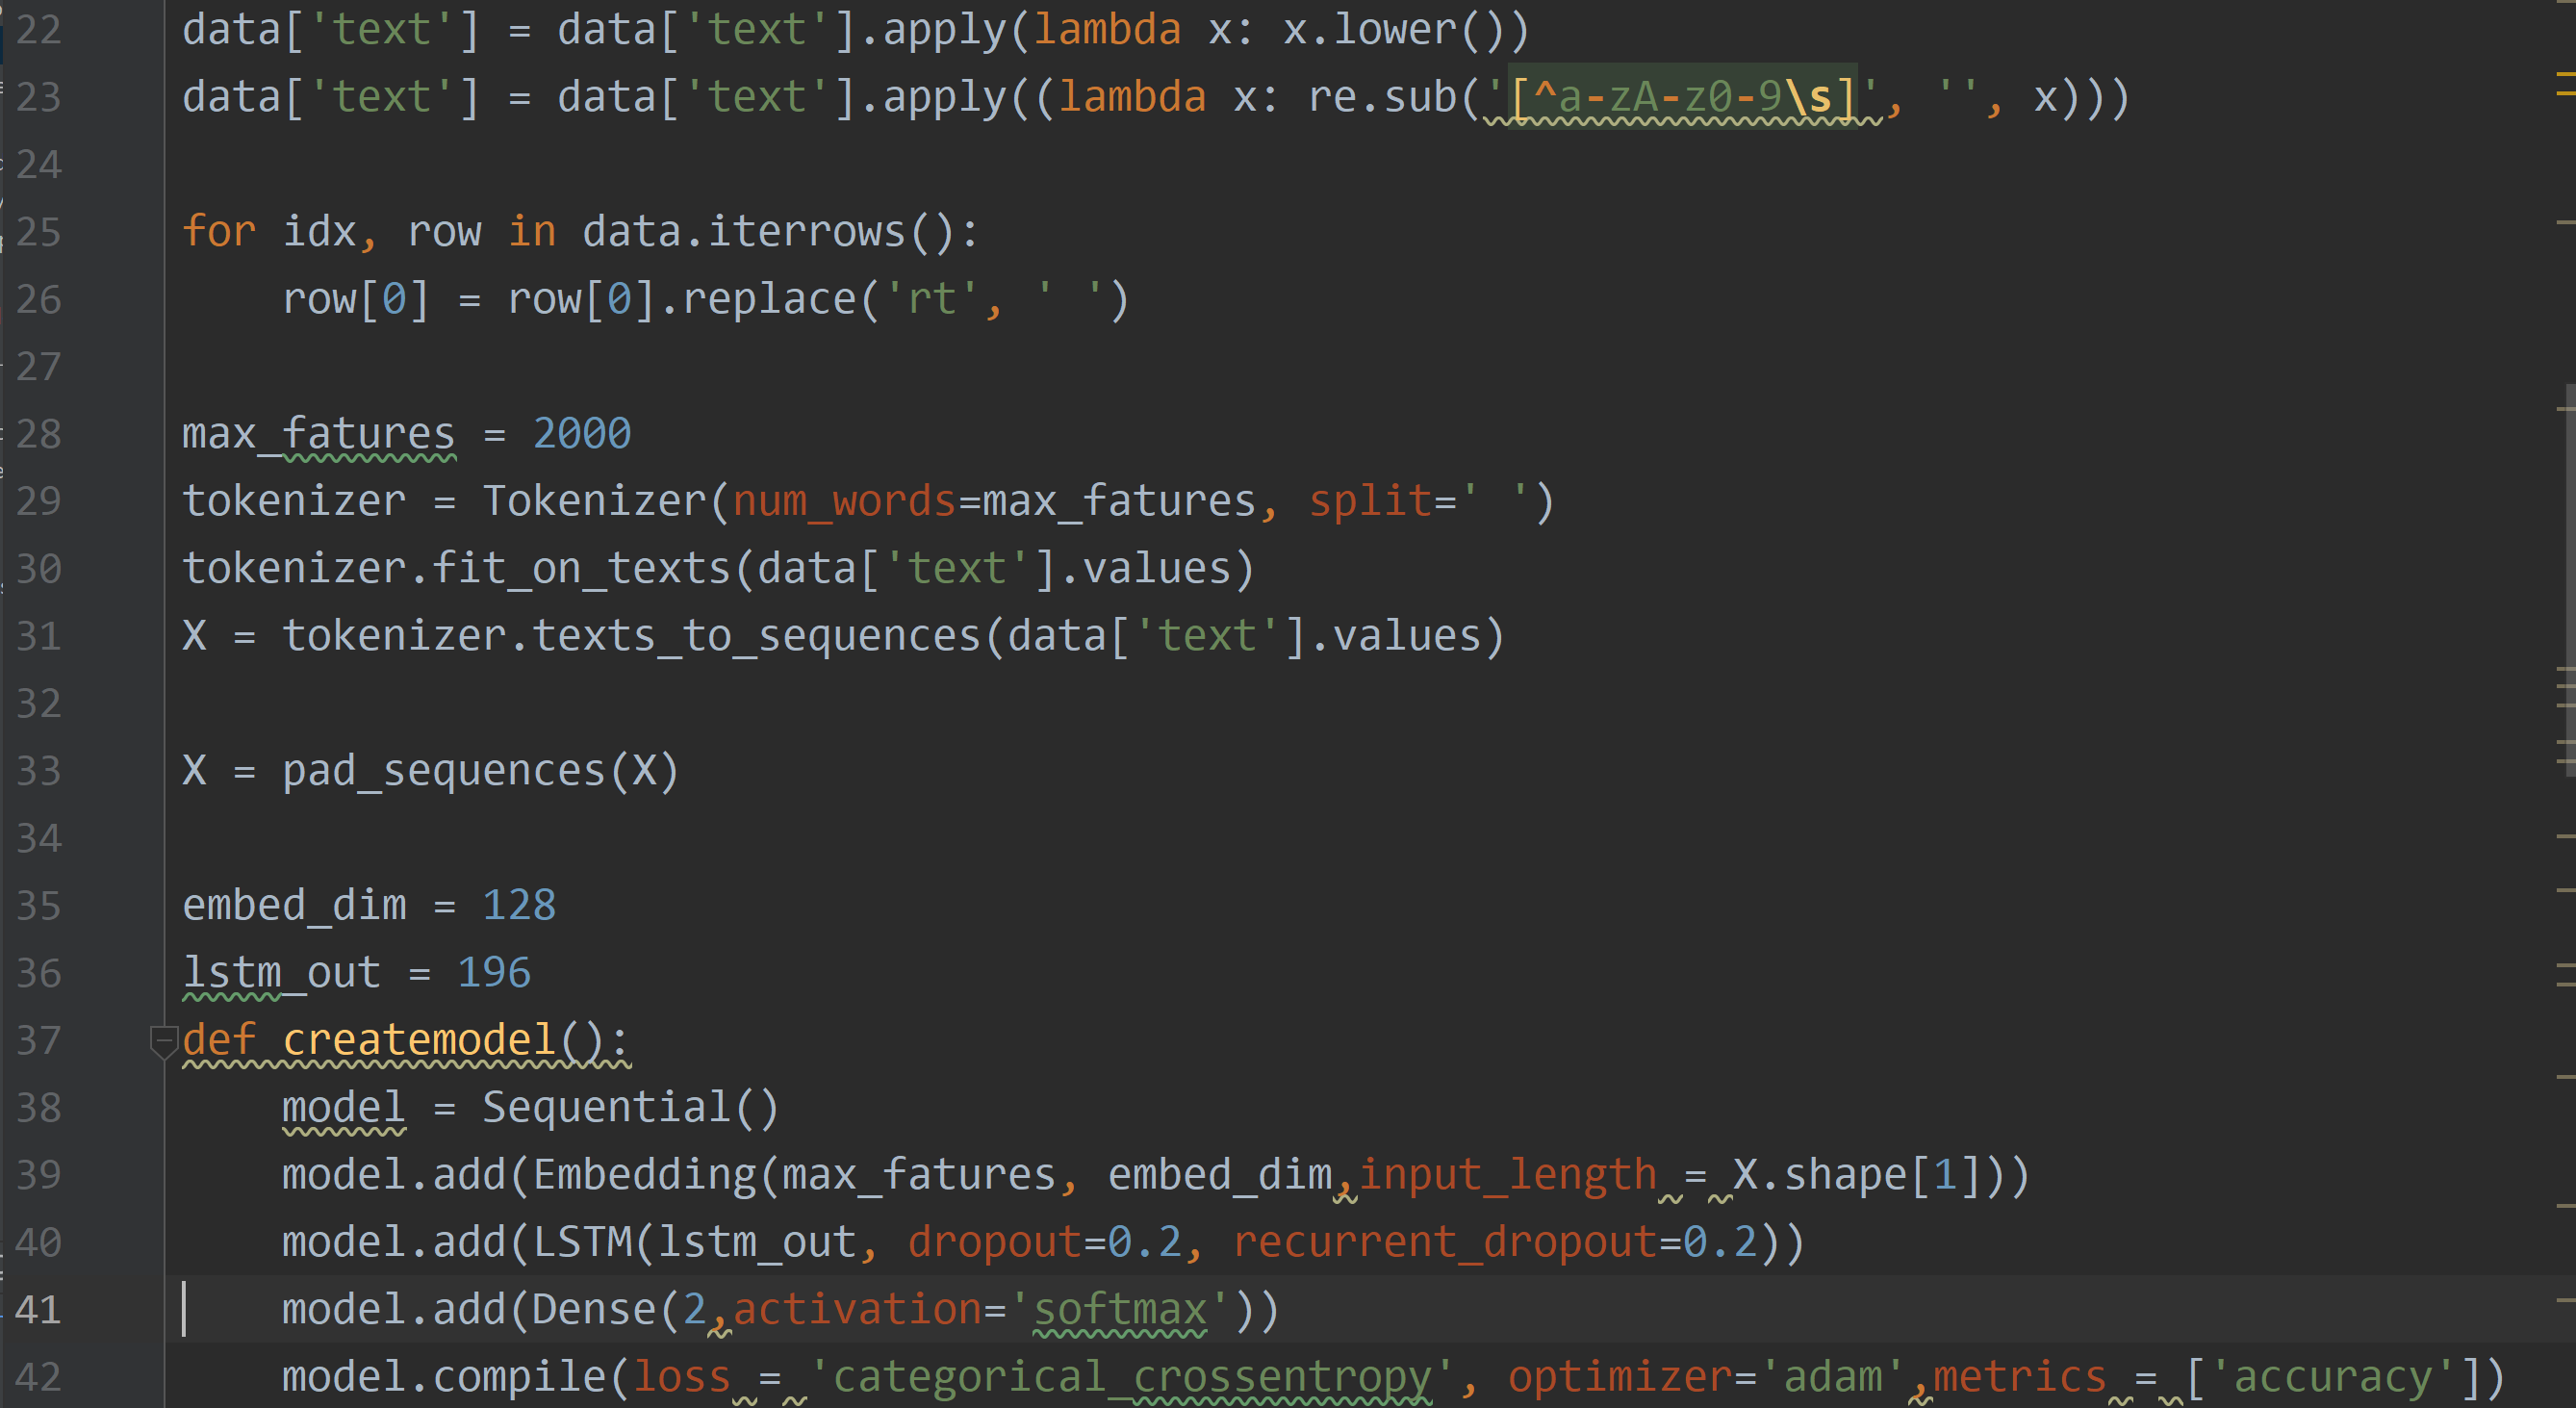 22 data['text'] = data['text'].apply(lambda x: x.lower())
23 data['text'] = data['text'].apply((lambda x: re.sub('[^a-zA-z0-9\s]', '', x)))
24
25 for idx, row in data.iterrows():
26     row[0] = row[0].replace('rt', ' ')
27
28 max_fatures = 2000
29 tokenizer = Tokenizer(num_words=max_fatures, split=' ')
30 tokenizer.fit_on_texts(data['text'].values)
31 X = tokenizer.texts_to_sequences(data['text'].values)
32
33 X = pad_sequences(X)
34
35 embed_dim = 128
36 lstm_out = 196
37 def createmodel():
38     model = Sequential()
39     model.add(Embedding(max_fatures, embed_dim,input_length = X.shape[1]))
40     model.add(LSTM(lstm_out, dropout=0.2, recurrent_dropout=0.2))
41     model.add(Dense(2,activation='softmax'))
42     model.compile(loss = 'categorical_crossentropy', optimizer='adam',metrics = ['accuracy'])